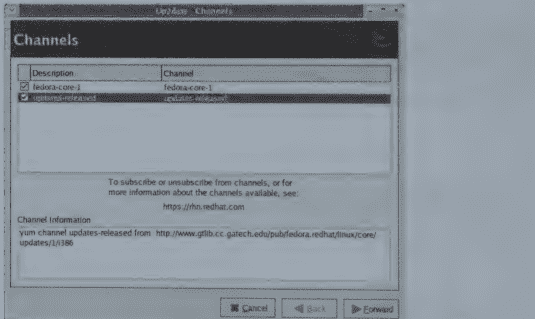 Up2date - Channels
Channels
Description Channel
fedora-core-1 fedora-core-1
updates-released updates-released
To subscribe or unsubscribe from channels, or for
more information about the channels available, see:
https://rhn.redhat.com
Channel Information
yum channel updates-released from http://www.gtlib.cc.gatech.edu/pub/fedora.redhat/linux/core/
updates/1/i386
Cancel Back Forward